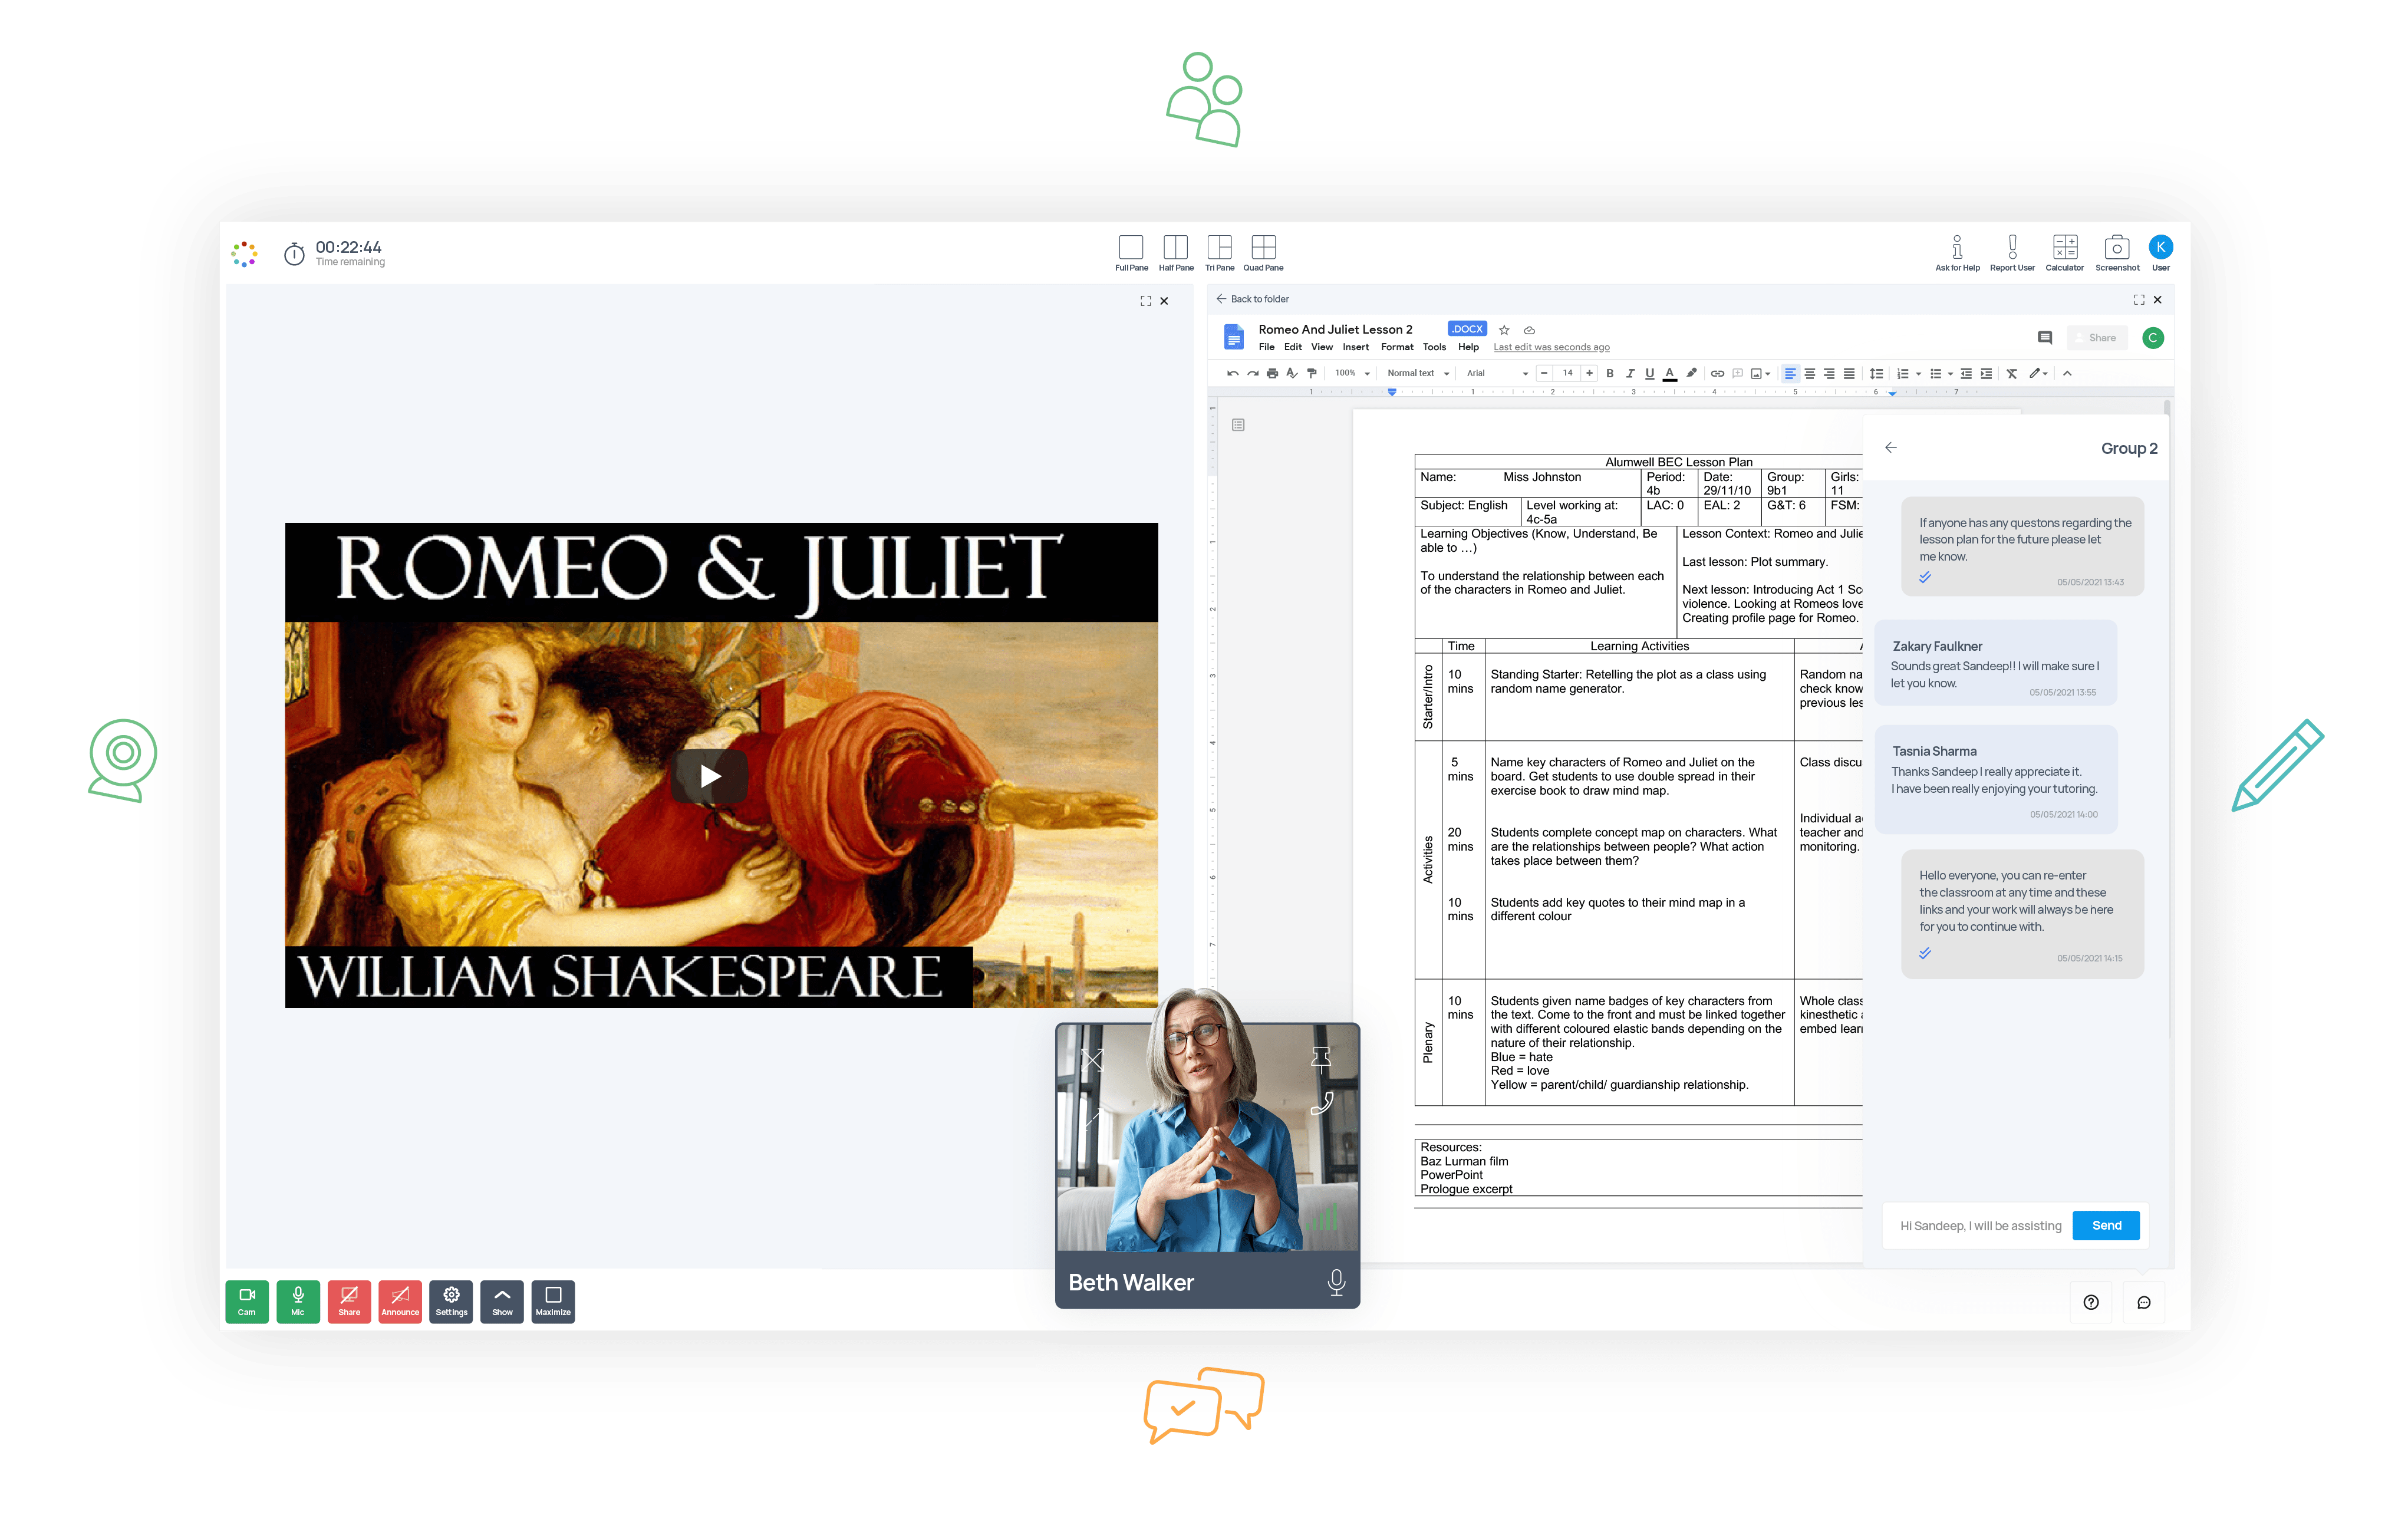 00:22:44
Time remaining
Full Pane
Half Pane
Tri Pane
Quad Pane
Ask for Help
Report User
Calculator
Screenshot
K
User
ROMEO & JULIET
WILLIAM SHAKESPEARE
Back to folder
Romeo And Juliet Lesson 2
.DOCX
File Edit View Insert Format Tools Help Last edit was seconds ago
Share
C
100% Normal text Arial 14 B I U A
1 1 2 3 4 5 6 7
1 1 2 3 4 5 6 7
Alumwell BEC Lesson Plan
Name: Miss Johnston
Period:
4b
Date:
29/11/10
Group:
9b1
Girls:
11
Subject: English
Level working at:
4c-5a
LAC: 0
EAL: 2
G&T: 6
FSM:
Learning Objectives (Know, Understand, Be
able to ...)
To understand the relationship between each
of the characters in Romeo and Juliet.
Lesson Context: Romeo and Julie
Last lesson: Plot summary.
Next lesson: Introducing Act 1 Sc
violence. Looking at Romeos love
Creating profile page for Romeo.
Time
Learning Activities
Starter/Intro
10
mins
Standing Starter: Retelling the plot as a class using
random name generator.
Random na
check know
previous les
Activities
5
mins
Name key characters of Romeo and Juliet on the
board. Get students to use double spread in their
exercise book to draw mind map.
Class discu
20
mins
Students complete concept map on characters. What
are the relationships between people? What action
takes place between them?
Individual a
teacher and
monitoring.
10
mins
Students add key quotes to their mind map in a
different colour
Plenary
10
mins
Students given name badges of key characters from
the text. Come to the front and must be linked together
with different coloured elastic bands depending on the
nature of their relationship.
Blue = hate
Red = love
Yellow = parent/child/ guardianship relationship.
Whole class
kinesthetic
embed lear
Resources:
Baz Lurman film
PowerPoint
Prologue excerpt
Group 2
If anyone has any questons regarding the
lesson plan for the future please let
me know.
05/05/2021 13:43
Zakary Faulkner
Sounds great Sandeep!! I will make sure I
let you know.
05/05/2021 13:55
Tasnia Sharma
Thanks Sandeep I really appreciate it.
I have been really enjoying your tutoring.
05/05/2021 14:00
Hello everyone, you can re-enter
the classroom at any time and these
links and your work will always be here
for you to continue with.
05/05/2021 14:15
Hi Sandeep, I will be assisting
Send
Beth Walker
Cam
Mic
Share
Announce
Settings
Show
Maximize